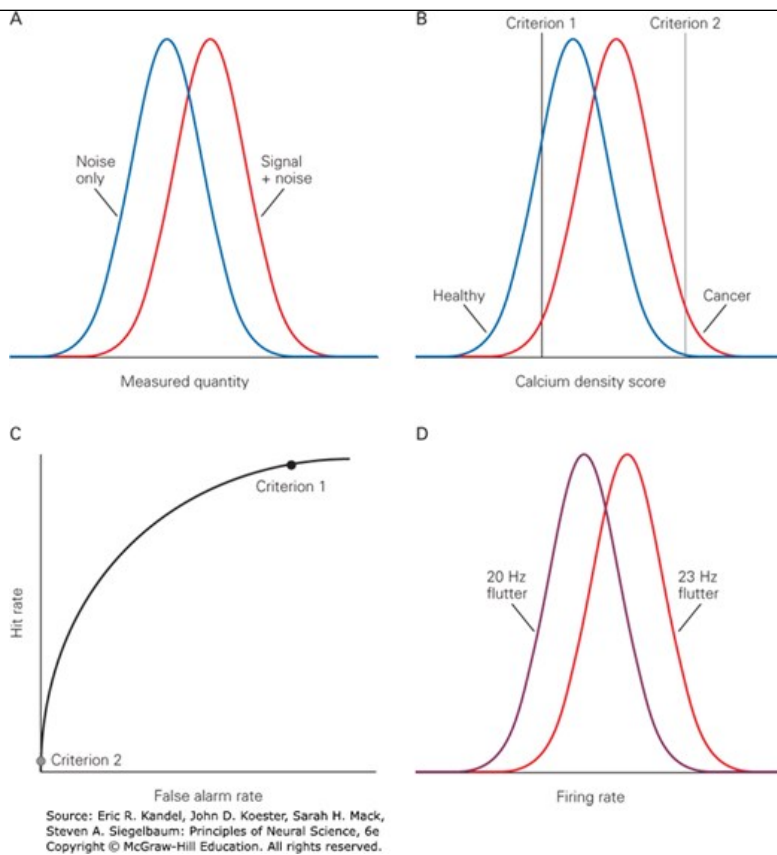 A
Noise
only
Signal
+ noise
Measured quantity
B
Criterion 1
Criterion 2
Healthy
Cancer
Calcium density score
C
Hit rate
Criterion 1
Criterion 2
False alarm rate
D
20 Hz
flutter
23 Hz
flutter
Firing rate
Source: Eric R. Kandel, John D. Koester, Sarah H. Mack,
Steven A. Siegelbaum: Principles of Neural Science, 6e
Copyright © McGraw-Hill Education. All rights reserved.